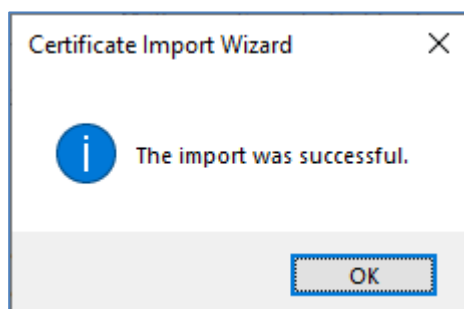 Certificate Import Wizard
The import was successful.
OK